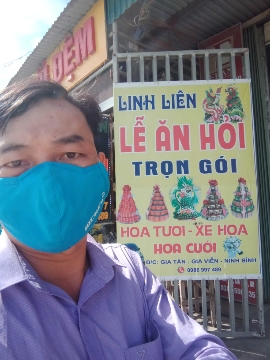 ĐỆM
LINH LIÊN
LỄ ĂN HỎI
TRỌN GÓI
HOA TƯƠI - XE HOA
HOA CƯỚI
Đ/C: GIA TÂN - GIA VIỄN - NINH BÌNH